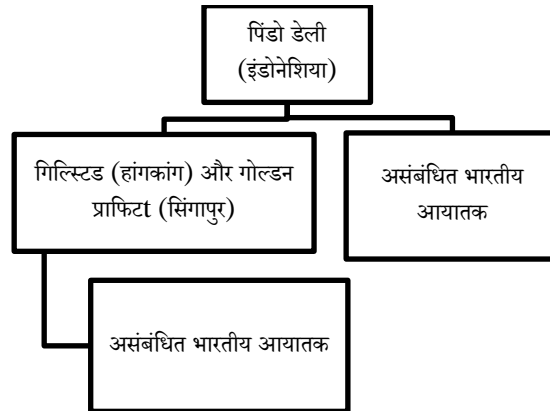 पिंडो डेली
(इंडोनेशिया)
गिल्स्टिड (हांगकांग) और गोल्डन
प्राफिटt (सिंगापुर)
असंबंधित भारतीय
आयातक
असंबंधित भारतीय आयातक